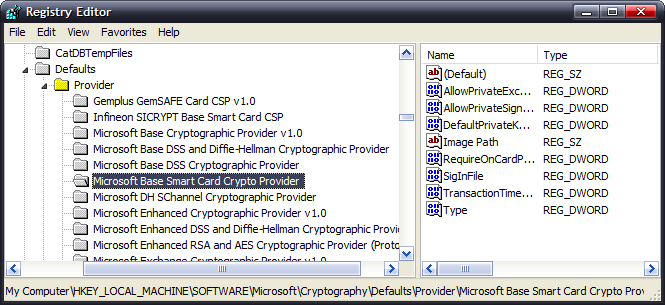 Registry Editor
File Edit View Favorites Help
CatDBTempFiles
Defaults
Provider
Gemplus GemSAFE Card CSP v1.0
Infineon SICRYPT Base Smart Card CSP
Microsoft Base Cryptographic Provider v1.0
Microsoft Base DSS and Diffie-Hellman Cryptographic Provider
Microsoft Base DSS Cryptographic Provider
Microsoft Base Smart Card Crypto Provider
Microsoft DH SChannel Cryptographic Provider
Microsoft Enhanced Cryptographic Provider v1.0
Microsoft Enhanced DSS and Diffie-Hellman Cryptographic
Microsoft Enhanced RSA and AES Cryptographic Provider (Proto
Name Type
(Default) REG_SZ
AllowPrivateExc... REG_DWORD
AllowPrivateSign... REG_DWORD
DefaultPrivateK... REG_DWORD
Image Path REG_SZ
RequireOnCardP... REG_DWORD
SigInFile REG_DWORD
TransactionTime... REG_DWORD
Type REG_DWORD
My Computer\HKEY_LOCAL_MACHINE\SOFTWARE\Microsoft\Cryptography\Defaults\Provider\Microsoft Base Smart Card Crypto Prov